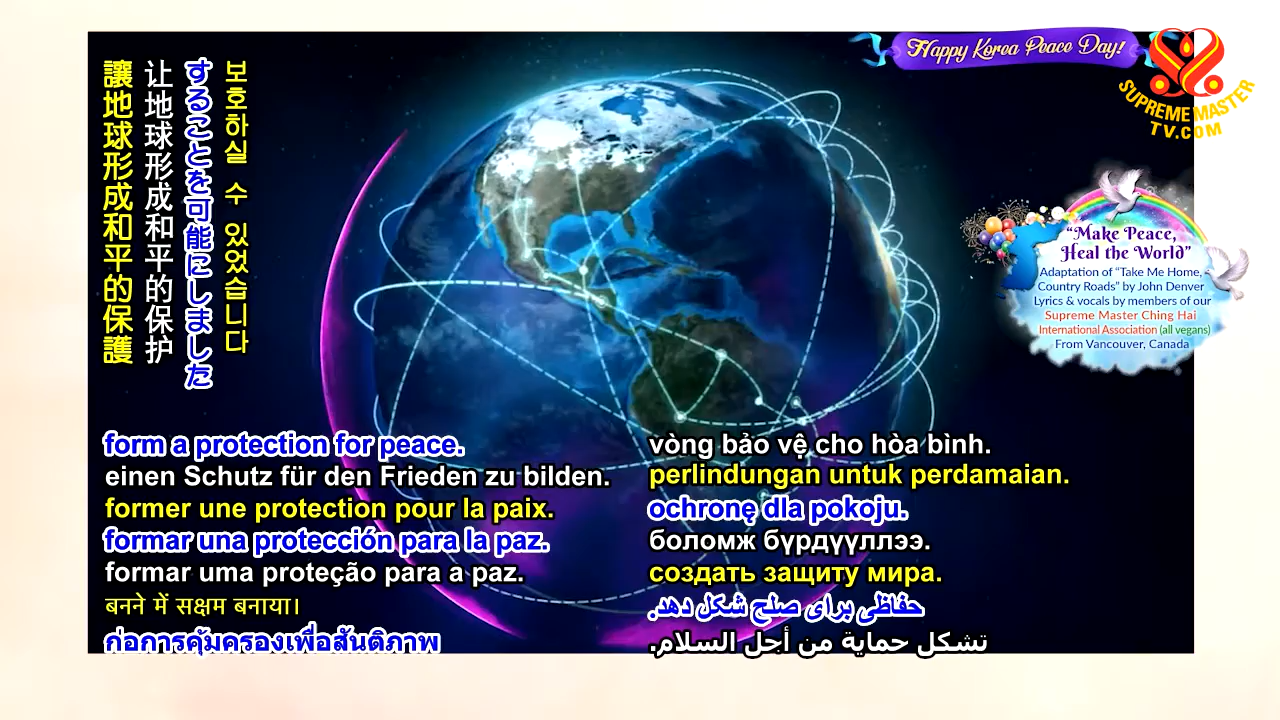 Happy Korea Peace Day!
SUPREME MASTER
TV.COM
讓地球形成和平的保護
让地球形成和平的保护
することを可能にしました
보호하실 수 있었습니다
“Make Peace,
Heal the World”
Adaptation of “Take Me Home,
Country Roads” by John Denver
Lyrics & vocals by members of our
Supreme Master Ching Hai
International Association (all vegans)
From Vancouver, Canada
form a protection for peace.
einen Schutz für den Frieden zu bilden.
former une protection pour la paix.
formar una protección para la paz.
formar uma proteção para a paz.
बनने में सक्षम बनाया।
ก่อการคุ้มครองเพื่อสันติภาพ
vòng bảo vệ cho hòa bình.
perlindungan untuk perdamaian.
ochronę dla pokoju.
боломж бүрдүүллээ.
создать защиту мира.
حفاظی برای صلح شکل دهد.
تشكل حماية من أجل السلام.